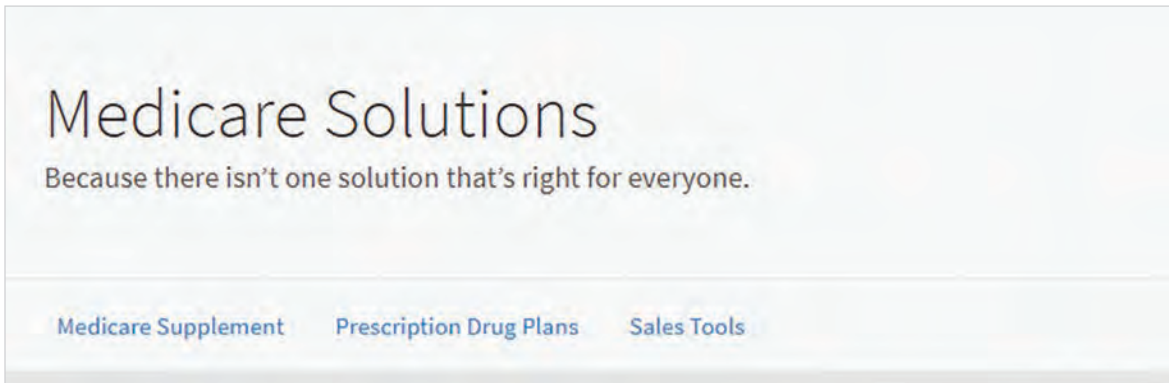 Medicare Solutions
Because there isn’t one solution that’s right for everyone.
Medicare Supplement Prescription Drug Plans Sales Tools